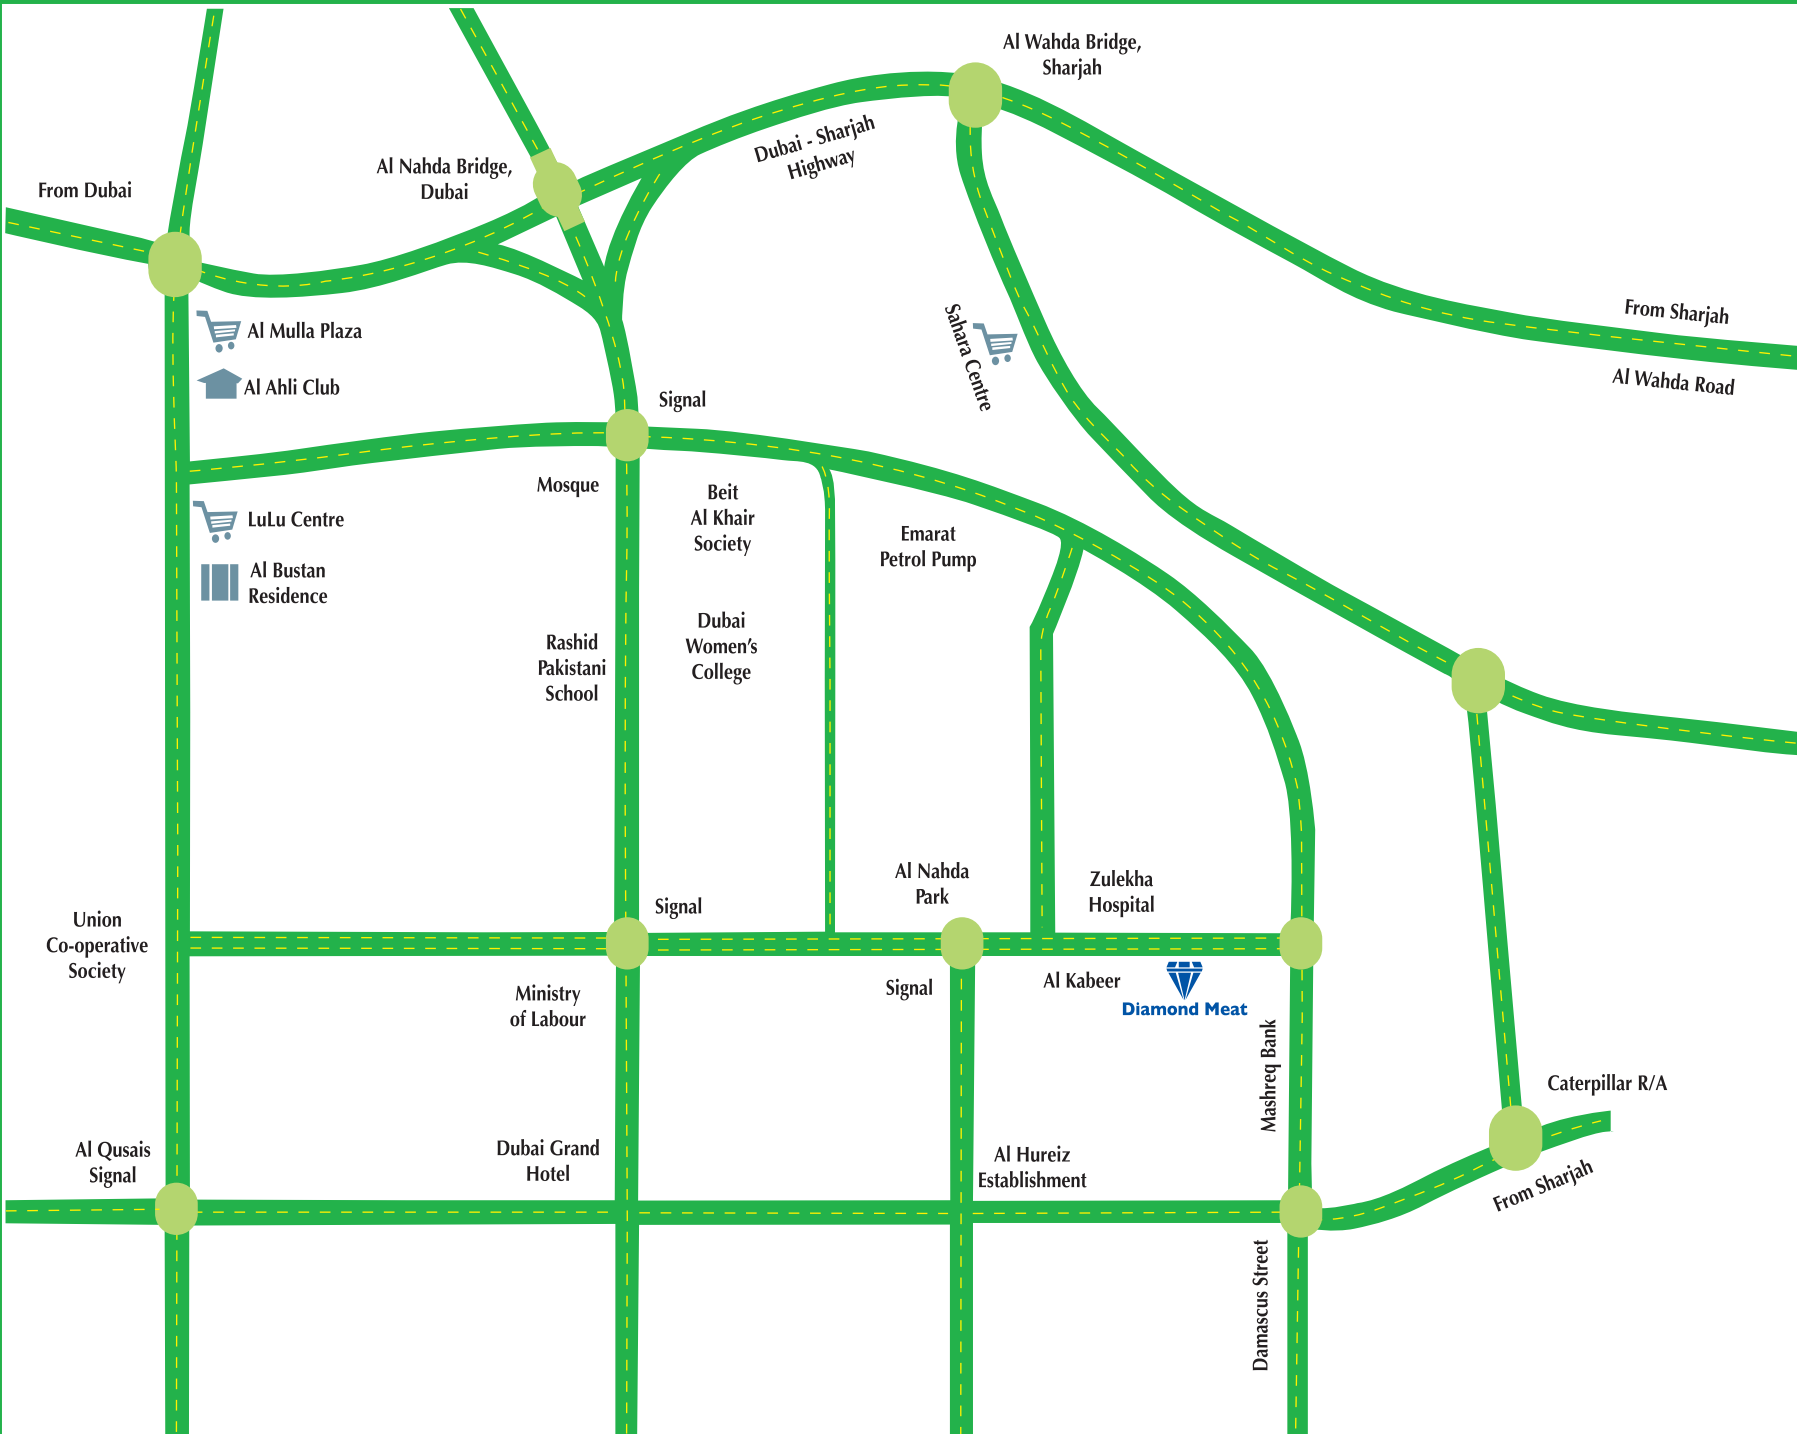 Al Wahda Bridge,
Sharjah
Dubai - Sharjah
Highway
Al Nahda Bridge,
Dubai
From Dubai
From Sharjah
Al Wahda Road
Sahara Centre
Al Mulla Plaza
Al Ahli Club
Signal
Mosque
LuLu Centre
Al Bustan
Residence
Beit
Al Khair
Society
Emarat
Petrol Pump
Rashid
Pakistani
School
Dubai
Women’s
College
Al Nahda
Park
Zulekha
Hospital
Signal
Union
Co-operative
Society
Ministry
of Labour
Signal
Al Kabeer
Diamond Meat
Mashreq Bank
Caterpillar R/A
Al Qusais
Signal
Dubai Grand
Hotel
Al Hureiz
Establishment
From Sharjah
Damascus Street